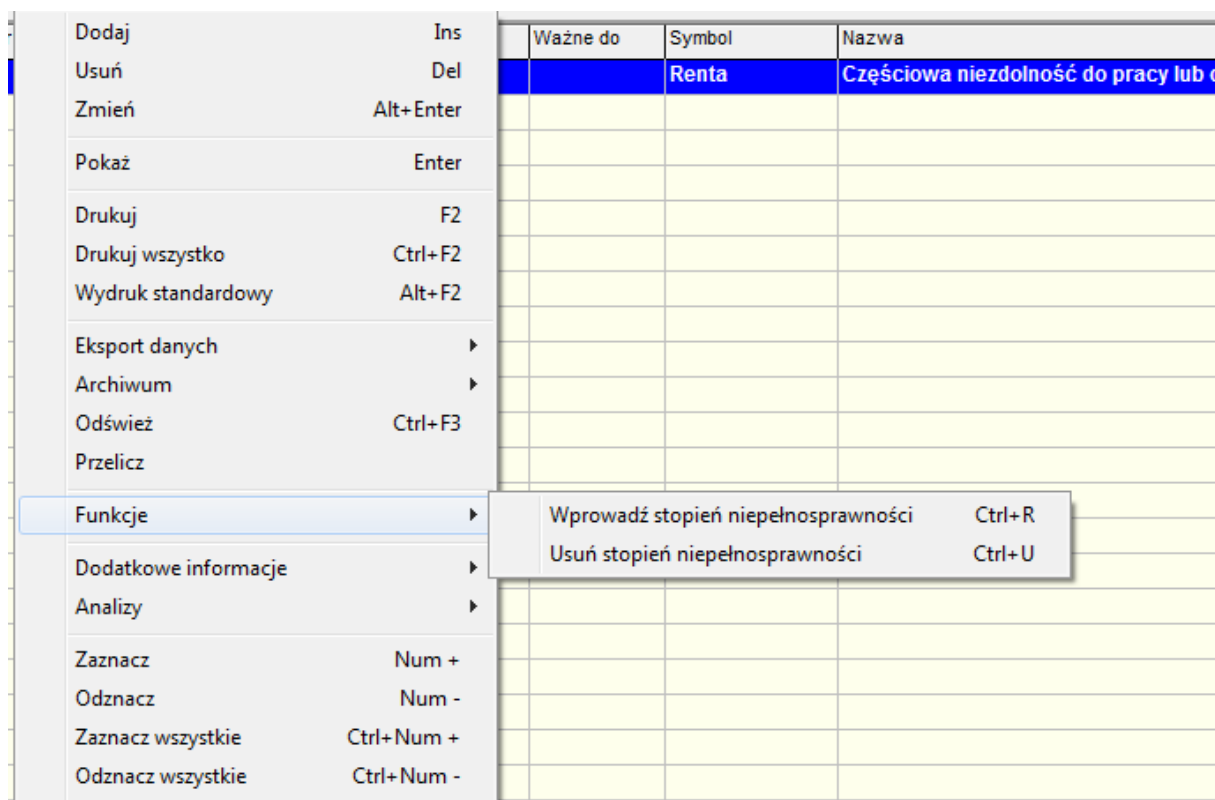 Dodaj Ins
Ważne do Symbol Nazwa
Usuń Del
Renta Częściowa niezdolność do pracy lub
Zmień Alt+Enter
Pokaż Enter
Drukuj F2
Drukuj wszystko Ctrl+F2
Wydruk standardowy Alt+F2
Eksport danych
Archiwum
Odśwież Ctrl+F3
Przelicz
Funkcje
Wprowadź stopień niepełnosprawności Ctrl+R
Usuń stopień niepełnosprawności Ctrl+U
Dodatkowe informacje
Analizy
Zaznacz Num +
Odznacz Num -
Zaznacz wszystkie Ctrl+Num +
Odznacz wszystkie Ctrl+Num -